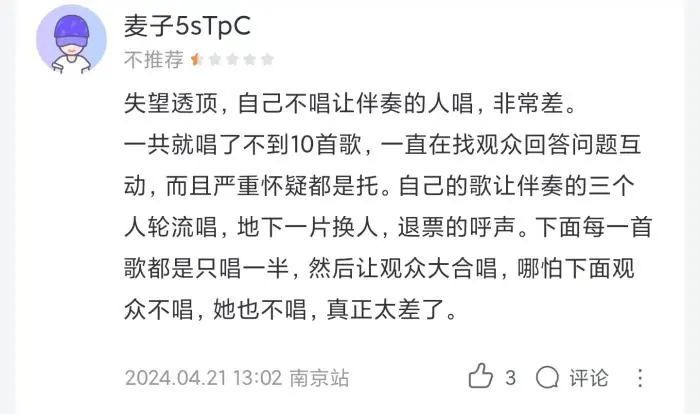 麦子5sTpC
不推荐
失望透顶，自己不唱让伴奏的人唱，非常差。
一共就唱了不到10首歌，一直在找观众回答问题互
动，而且严重怀疑都是托。自己的歌让伴奏的三个
人轮流唱，地下一片换人，退票的呼声。下面每一首
歌都是只唱一半，然后让观众大合唱，哪怕下面观
众不唱，她也不唱，真正太差了。
2024.04.21 13:02 南京站 3 评论